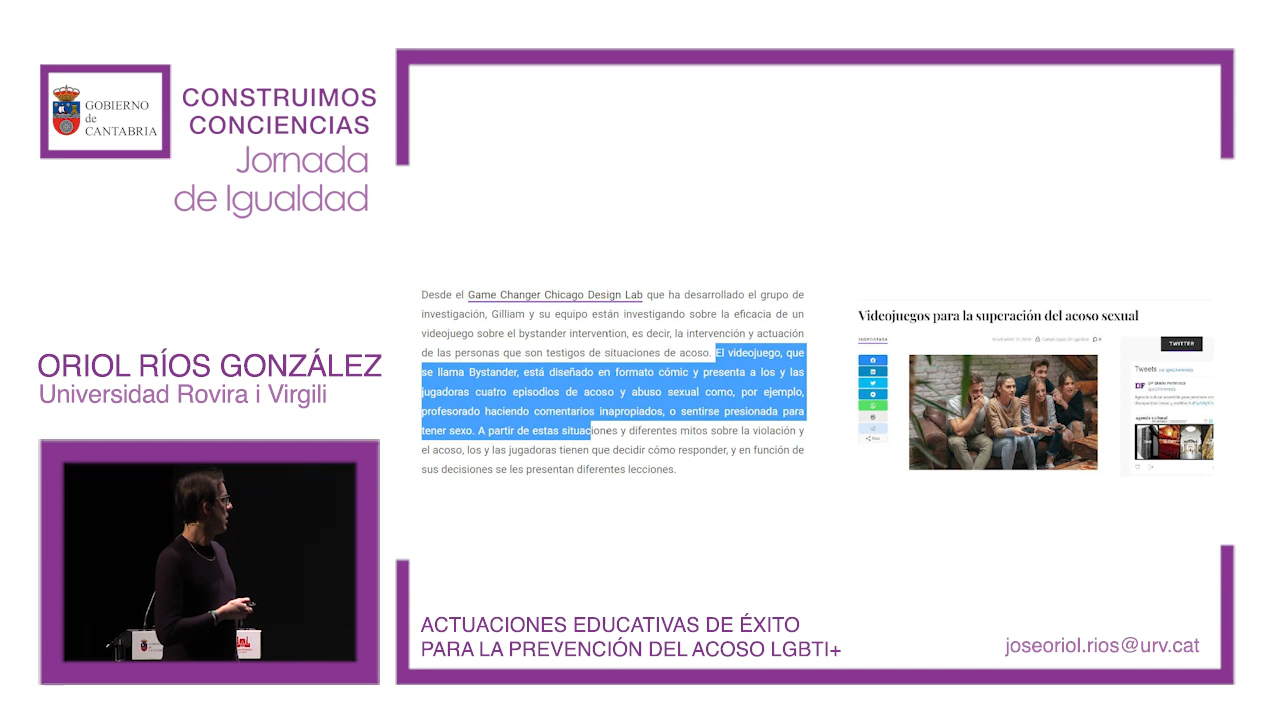 GOBIERNO
de
CANTABRIA
CONSTRUIMOS
CONCIENCIAS
Jornada
de Igualdad
ORIOL RÍOS GONZÁLEZ
Universidad Rovira i Virgili
Desde el Game Changer Chicago Design Lab que ha desarrollado el grupo de
investigación, Gilliam y su equipo están investigando sobre la eficacia de un
videojuego sobre el bystander intervention, es decir, la intervención y actuación
de las personas que son testigos de situaciones de acoso. El videojuego, que
se llama Bystander, está diseñado en formato cómic y presenta a los y las
jugadoras cuatro episodios de acoso y abuso sexual como, por ejemplo,
profesorado haciendo comentarios inapropiados, o sentirse presionada para
tener sexo. A partir de estas situaciones y diferentes mitos sobre la violación y
el acoso, los y las jugadoras tienen que decidir cómo responder, y en función de
sus decisiones se les presentan diferentes lecciones.
Videojuegos para la superación del acoso sexual
TWITTER
Tweets
ACTUACIONES EDUCATIVAS DE ÉXITO
PARA LA PREVENCIÓN DEL ACOSO LGBTI+
joseoriol.rios@urv.cat